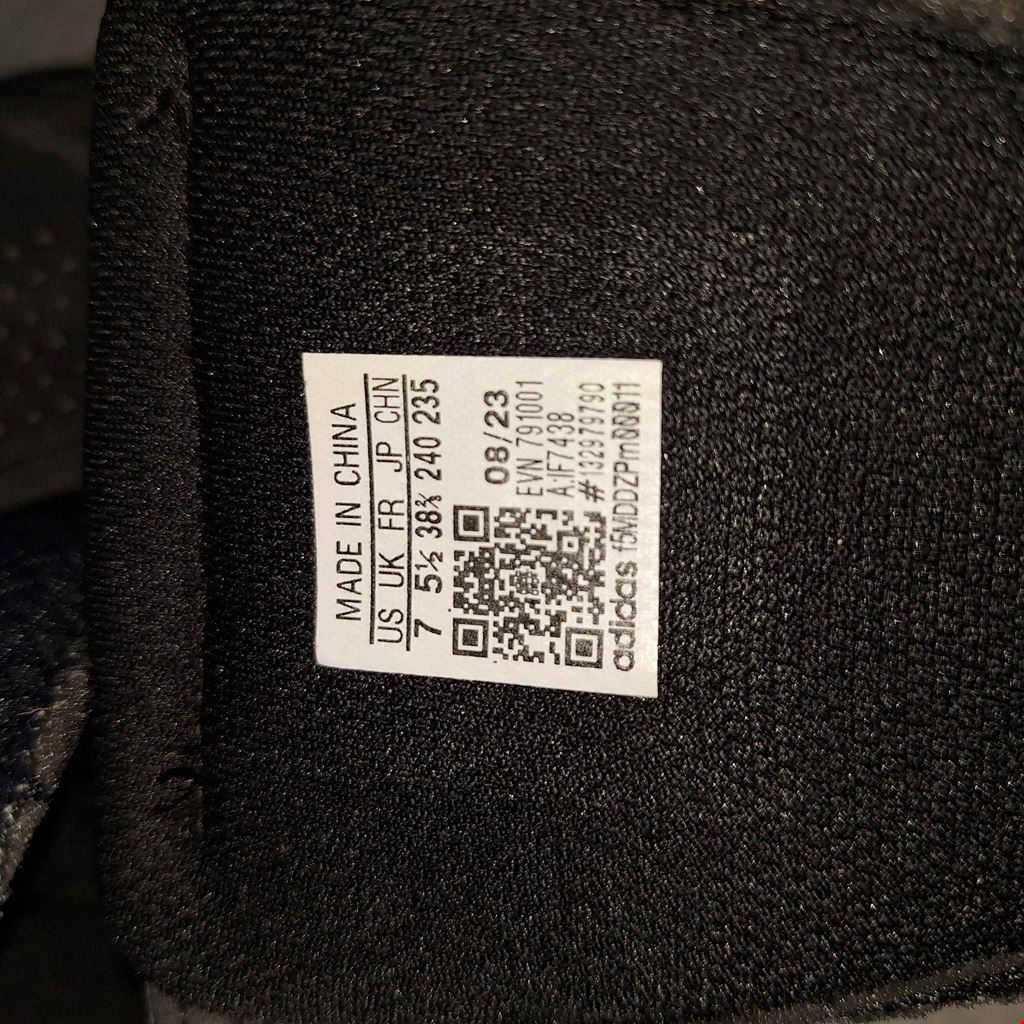 MADE IN CHINA
US UK FR JP CHN
7 5½ 38⅔ 240 235
08/23
EVN 791001
A:IF7438
#132979790
adidas f5MDDZPm00011